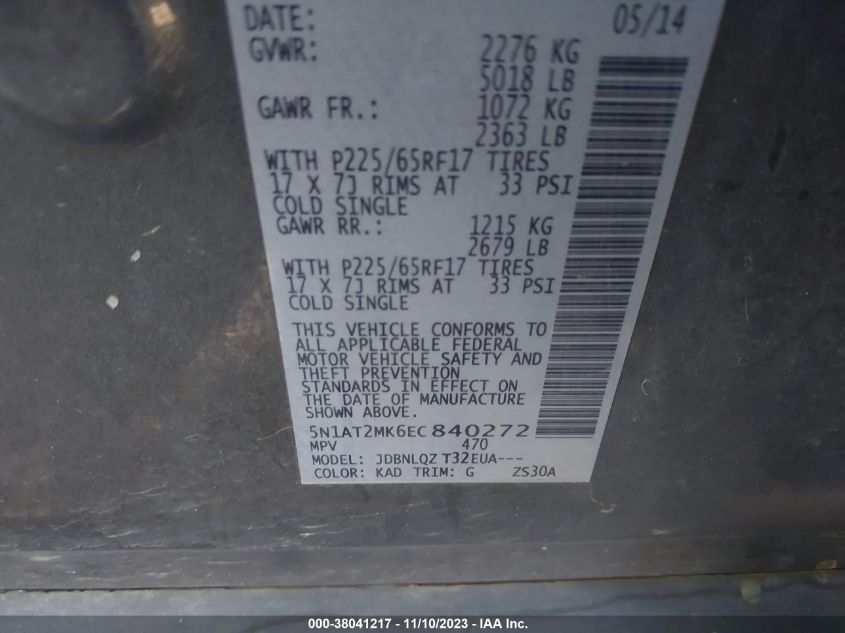 DATE: 05/14
GVWR: 2276 KG
5018 LB
GAWR FR.: 1072 KG
2363 LB
WITH P225/65RF17 TIRES
17 X 7J RIMS AT 33 PSI
COLD SINGLE
GAWR RR.: 1215 KG
2679 LB
WITH P225/65RF17 TIRES
17 X 7J RIMS AT 33 PSI
COLD SINGLE
THIS VEHICLE CONFORMS TO
ALL APPLICABLE FEDERAL
MOTOR VEHICLE SAFETY AND
THEFT PREVENTION
STANDARDS IN EFFECT ON
THE DATE OF MANUFACTURE
SHOWN ABOVE.
5N1AT2MK6EC840272
MPV 470
MODEL: JDBNLQZ T32EUA---
COLOR: KAD TRIM: G ZS30A
000-38041217 - 11/10/2023 - IAA Inc.